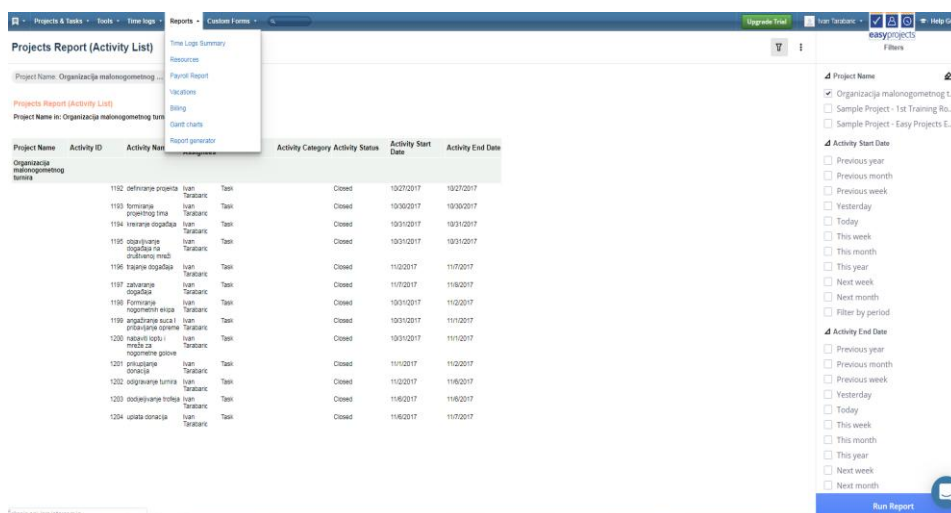 Projects & Tasks Tools Time logs Reports Custom Forms Upgrade Trial Ivan Tarabaric Help
easyprojects
Projects Report (Activity List)
Time Logs Summary
Resources
Payroll Report
Vacations
Billing
Gantt charts
Report generator
Project Name: Organizacija malonogometnog ...
Projects Report (Activity List)
Project Name in: Organizacija malonogometnog
Project Name Activity ID Activity Assignees Activity Category Activity Status Activity Start Date Activity End Date
Organizacija
malonogometnog
turnira
1192 definiranje projekta Ivan Tarabaric Task Closed 10/27/2017 10/27/2017
1193 formiranje projektnog tima Ivan Tarabaric Task Closed 10/30/2017 10/30/2017
1194 kreiranje događaja Ivan Tarabaric Task Closed 10/31/2017 10/31/2017
1195 objavljivanje događaja na društvenoj mreži Ivan Tarabaric Task Closed 10/31/2017 10/31/2017
1196 trajanje događaja Ivan Tarabaric Task Closed 11/2/2017 11/7/2017
1197 zatvaranje događaja Ivan Tarabaric Task Closed 11/7/2017
1198 Formiranje nogometnih ekipa Ivan Tarabaric Task Closed 10/31/2017 11/2/2017
1199 angažiranje suca i pribavljanje opreme Ivan Tarabaric Task Closed 10/31/2017 11/1/2017
1200 nabaviti loptu i mreže za nogometne golove Ivan Tarabaric Task Closed 10/31/2017 11/1/2017
1201 prikupljanje donacija Ivan Tarabaric Task Closed 11/1/2017 11/2/2017
1202 odigravanje turnira Ivan Tarabaric Task Closed 11/2/2017 11/6/2017
1203 dodjeljivanje trofeja Ivan Tarabaric Task Closed 11/6/2017 11/6/2017
1204 uplata donacija Ivan Tarabaric Task Closed 11/6/2017 11/7/2017
Filters
Project Name
Organizacija malonogometnog t...
Sample Project - 1st Training Ro...
Sample Project - Easy Projects E...
Activity Start Date
Previous year
Previous month
Previous week
Yesterday
Today
This week
This month
This year
Next week
Next month
Filter by period
Activity End Date
Previous year
Previous month
Previous week
Yesterday
Today
This week
This month
This year
Next week
Next month
Run Report